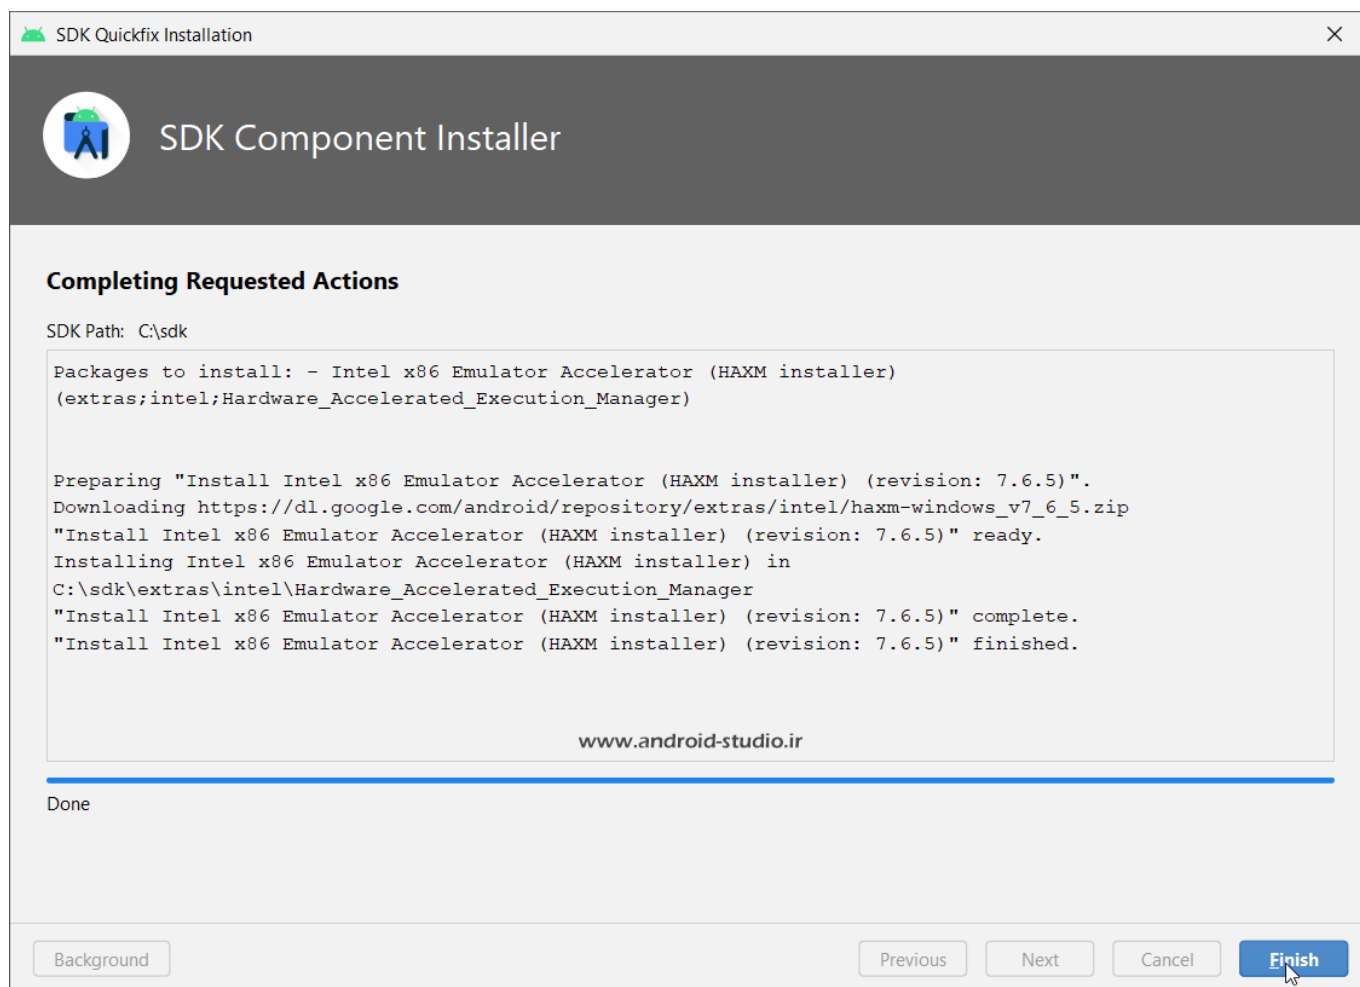 SDK Quickfix Installation
SDK Component Installer
Completing Requested Actions
SDK Path: C:\sdk
Packages to install: - Intel x86 Emulator Accelerator (HAXM installer)
(extras;intel;Hardware_Accelerated_Execution_Manager)
Preparing "Install Intel x86 Emulator Accelerator (HAXM installer) (revision: 7.6.5)".
Downloading https://dl.google.com/android/repository/extras/intel/haxm-windows_v7_6_5.zip
"Install Intel x86 Emulator Accelerator (HAXM installer) (revision: 7.6.5)" ready.
Installing Intel x86 Emulator Accelerator (HAXM installer) in
C:\sdk\extras\intel\Hardware_Accelerated_Execution_Manager
"Install Intel x86 Emulator Accelerator (HAXM installer) (revision: 7.6.5)" complete.
"Install Intel x86 Emulator Accelerator (HAXM installer) (revision: 7.6.5)" finished.
www.android-studio.ir
Done
Background Previous Next Cancel Finish